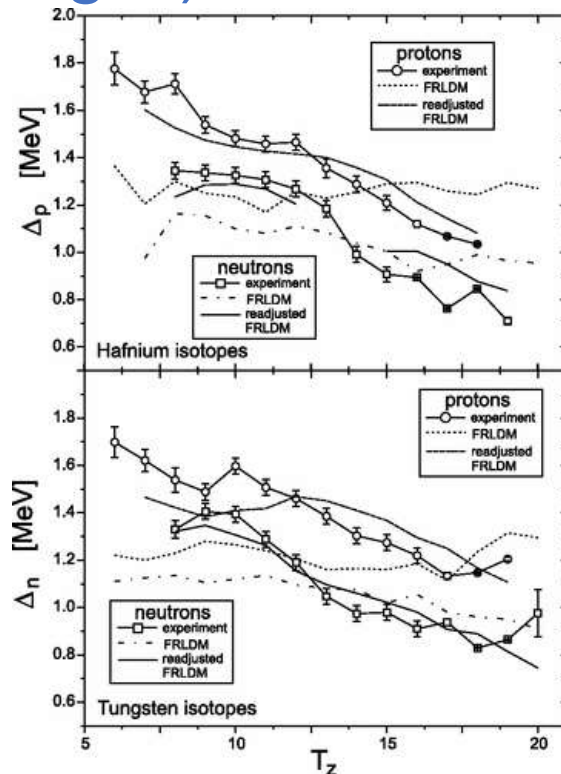 2.0
1.8
1.6
1.4
1.2
1.0
0.8
0.6
Δp [MeV]
protons
experiment
FRLDM
readjusted
FRLDM
neutrons
experiment
FRLDM
readjusted
FRLDM
Hafnium isotopes
1.8
1.6
1.4
1.2
1.0
0.8
0.6
Δn [MeV]
protons
experiment
FRLDM
readjusted
FRLDM
neutrons
experiment
FRLDM
readjusted
FRLDM
Tungsten isotopes
5 10 15 20
Tz